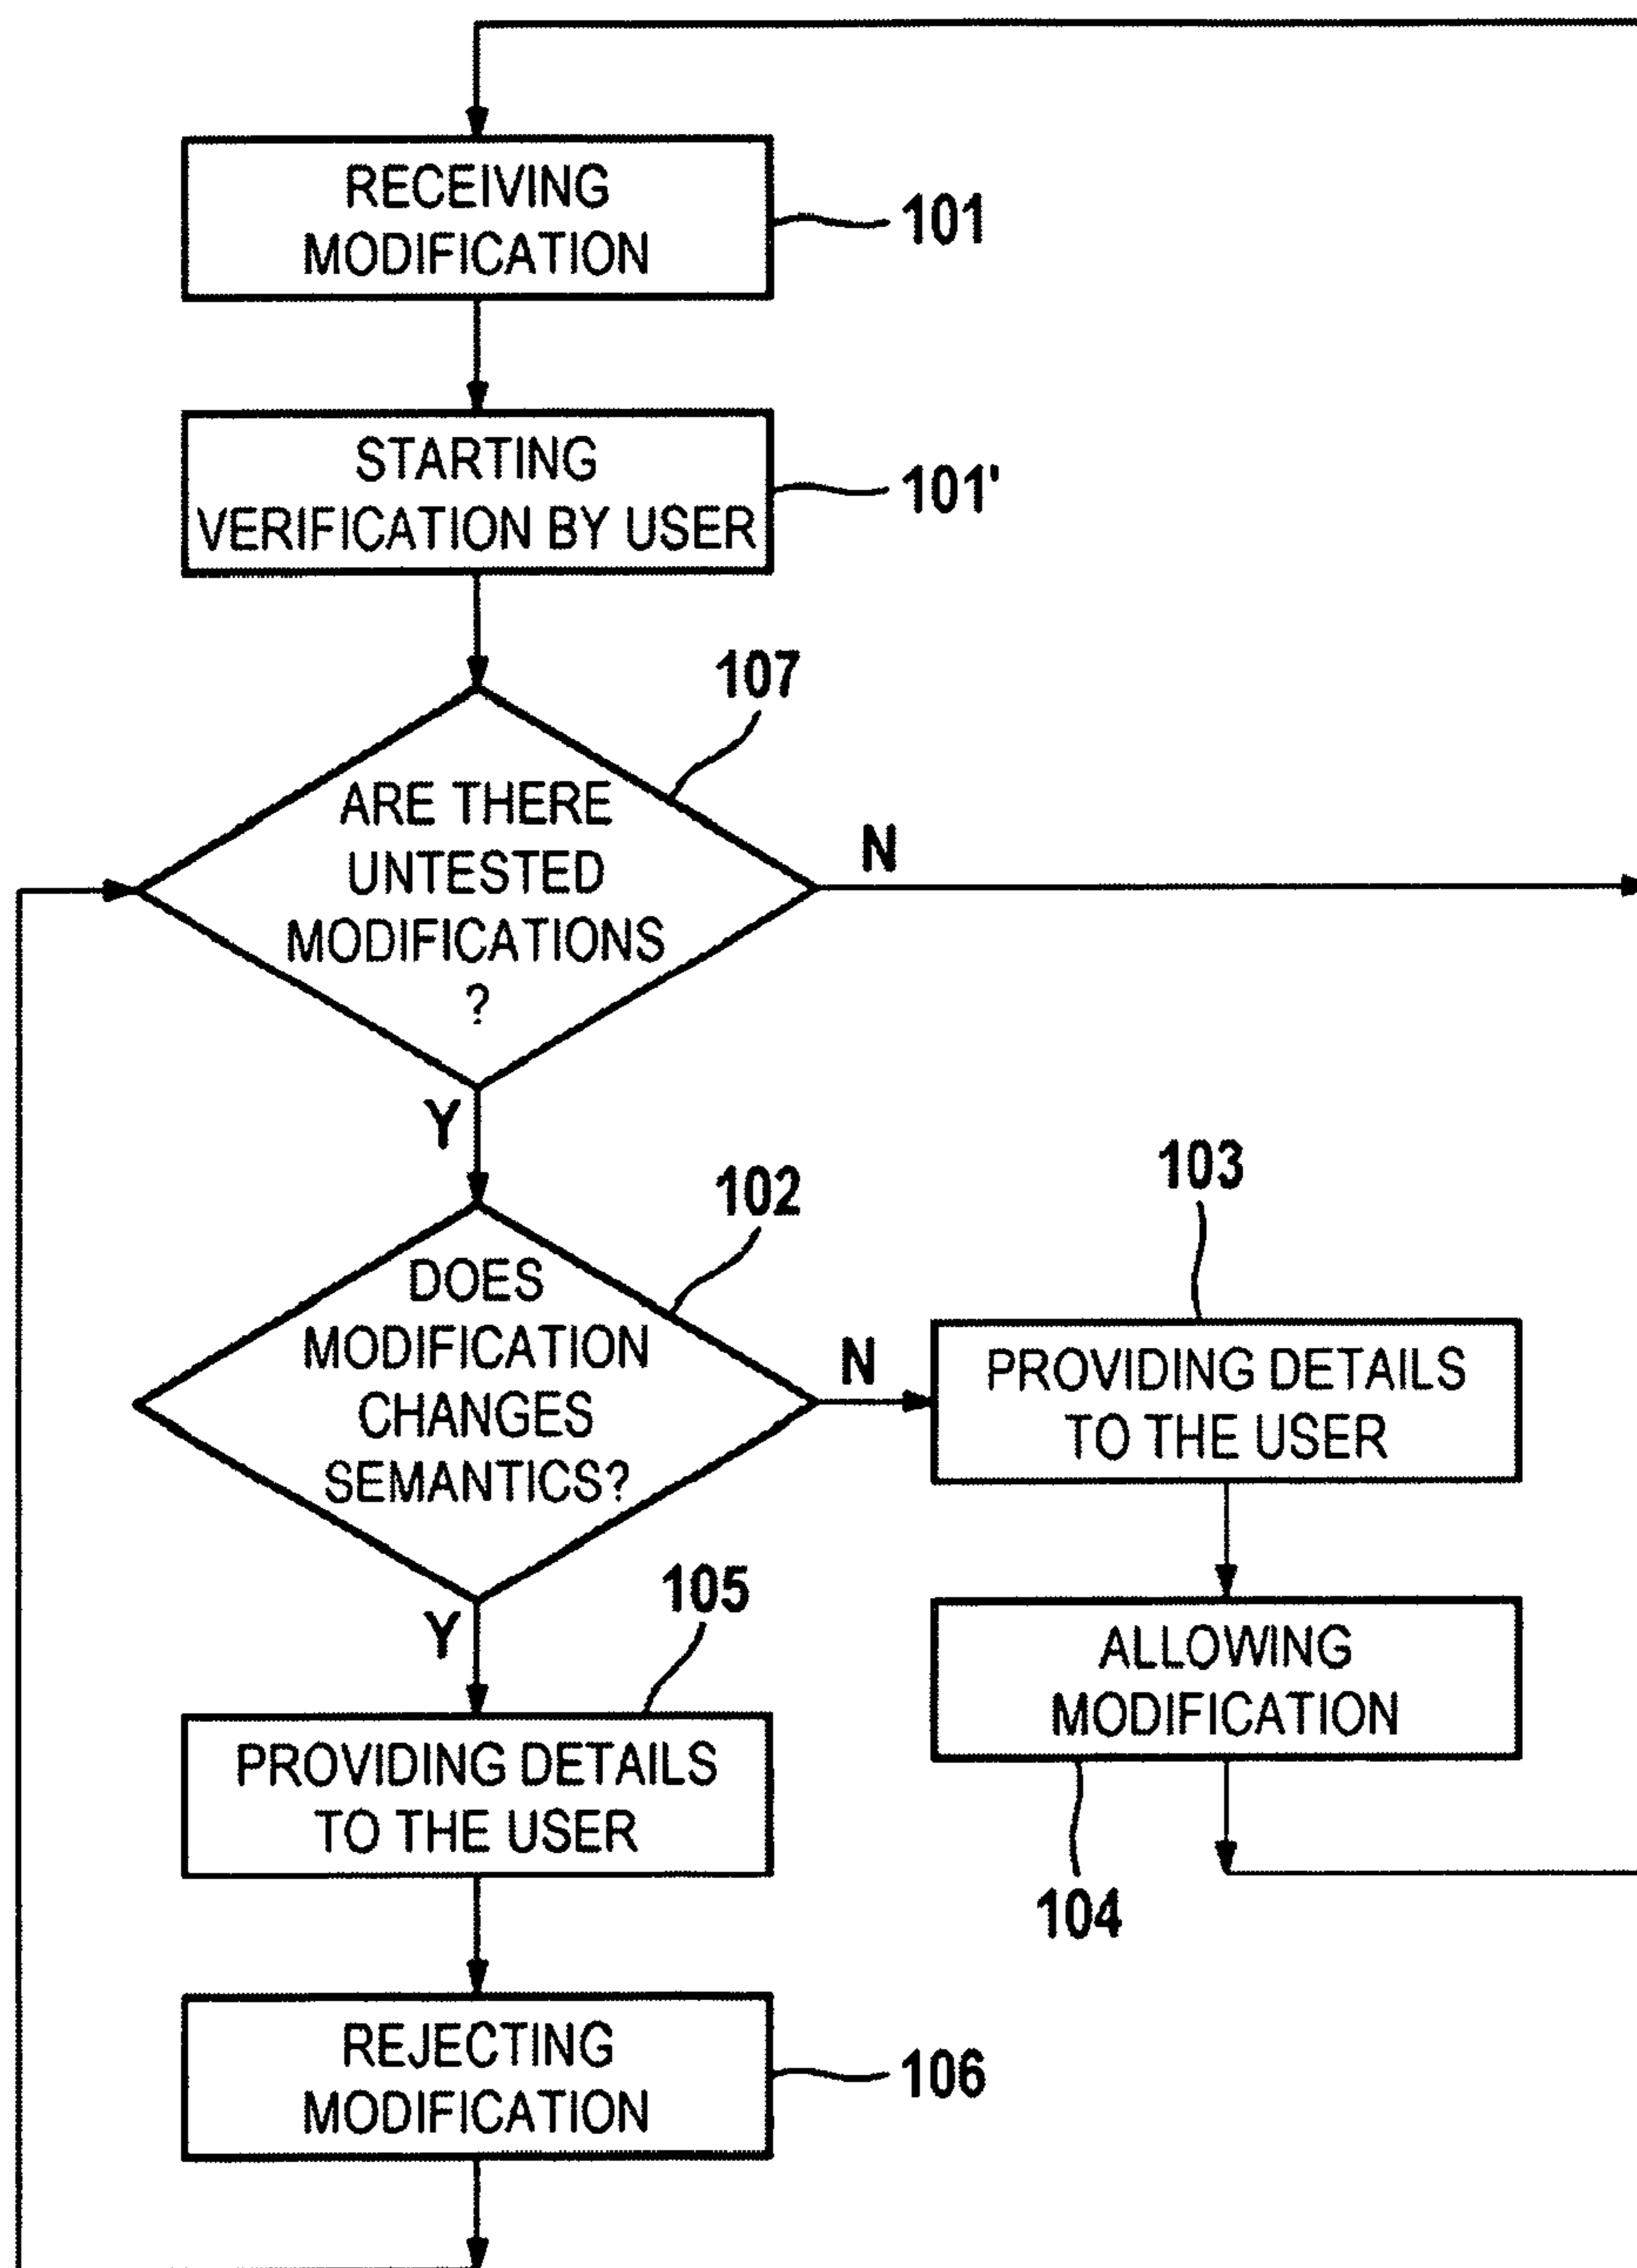 RECEIVING
MODIFICATION
101
STARTING
VERIFICATION BY USER
101'
107
ARE THERE
UNTESTED
MODIFICATIONS
?
N
Y
102
DOES
MODIFICATION
CHANGES
SEMANTICS?
N
103
PROVIDING DETAILS
TO THE USER
ALLOWING
MODIFICATION
104
Y
105
PROVIDING DETAILS
TO THE USER
REJECTING
MODIFICATION
106